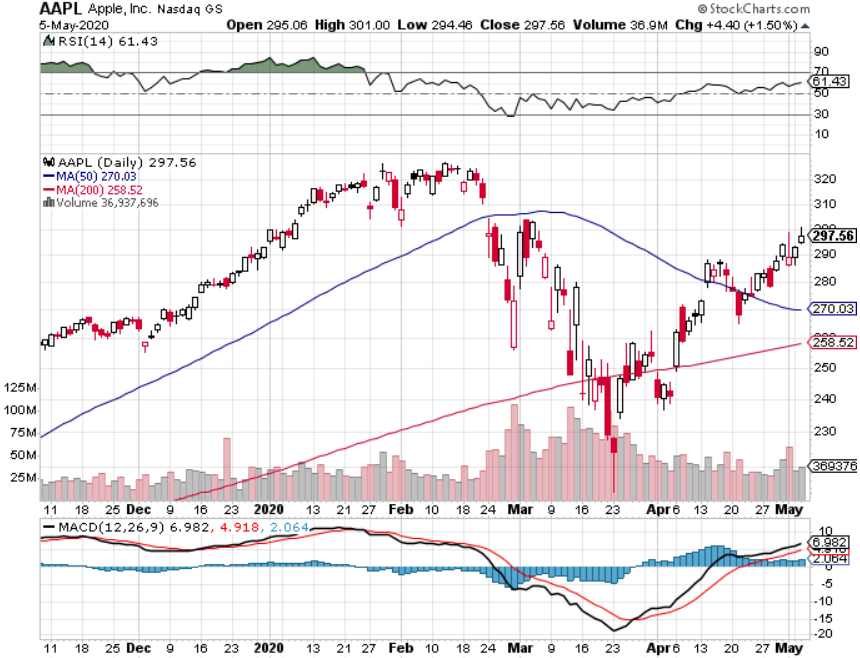 AAPL Apple, Inc. Nasdaq GS © StockCharts.com
5-May-2020 Open 295.06 High 301.00 Low 294.46 Close 297.56 Volume 36.9M Chg +4.40 (+1.50%)
RSI(14) 61.43
90
70
61.43
50
30
10
AAPL (Daily) 297.56
MA(50) 270.03
MA(200) 258.52
Volume 36,937,696
320
310
300
297.56
290
280
270.03
258.52
250
240
230
125M
100M
75M
50M
25M
369376
11 18 25 Dec 9 16 23 2020 13 21 27 Feb 10 18 24 Mar 9 16 23 Apr 6 13 20 27 May
MACD(12,26,9) 6.982, 4.918, 2.064
10
6.982
4.918
2.064
0
-5
-10
-15
-20
11 18 25 Dec 9 16 23 2020 13 21 27 Feb 10 18 24 Mar 9 16 23 Apr 6 13 20 27 May